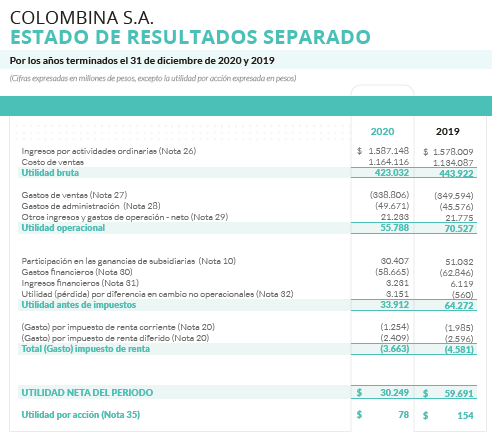 COLOMBINA S.A.
ESTADO DE RESULTADOS SEPARADO
Por los años terminados el 31 de diciembre de 2020 y 2019
(Cifras expresadas en millones de pesos, excepto la utilidad por acción expresada en pesos)
2020 2019
Ingresos por actividades ordinarias (Nota 26) $ 1.587.148 $ 1.578.009
Costo de ventas 1.164.116 1.134.087
Utilidad bruta 423.032 443.922
Gastos de ventas (Nota 27) (338.806) (349.594)
Gastos de administración (Nota 28) (49.671) (45.576)
Otros ingresos y gastos de operación - neto (Nota 29) 21.233 21.775
Utilidad operacional 55.788 70.527
Participación en las ganancias de subsidiarias (Nota 10) 30.407 51.032
Gastos financieros (Nota 30) (58.665) (62.846)
Ingresos financieros (Nota 31) 3.231 6.119
Utilidad (pérdida) por diferencia en cambio no operacionales (Nota 32) 3.151 (560)
Utilidad antes de impuestos 33.912 64.272
(Gasto) por impuesto de renta corriente (Nota 20) (1.254) (1.985)
(Gasto) por impuesto de renta diferido (Nota 20) (2.409) (2.596)
Total (Gasto) impuesto de renta (3.663) (4.581)
UTILIDAD NETA DEL PERIODO $ 30.249 $ 59.691
Utilidad por acción (Nota 35) $ 78 $ 154